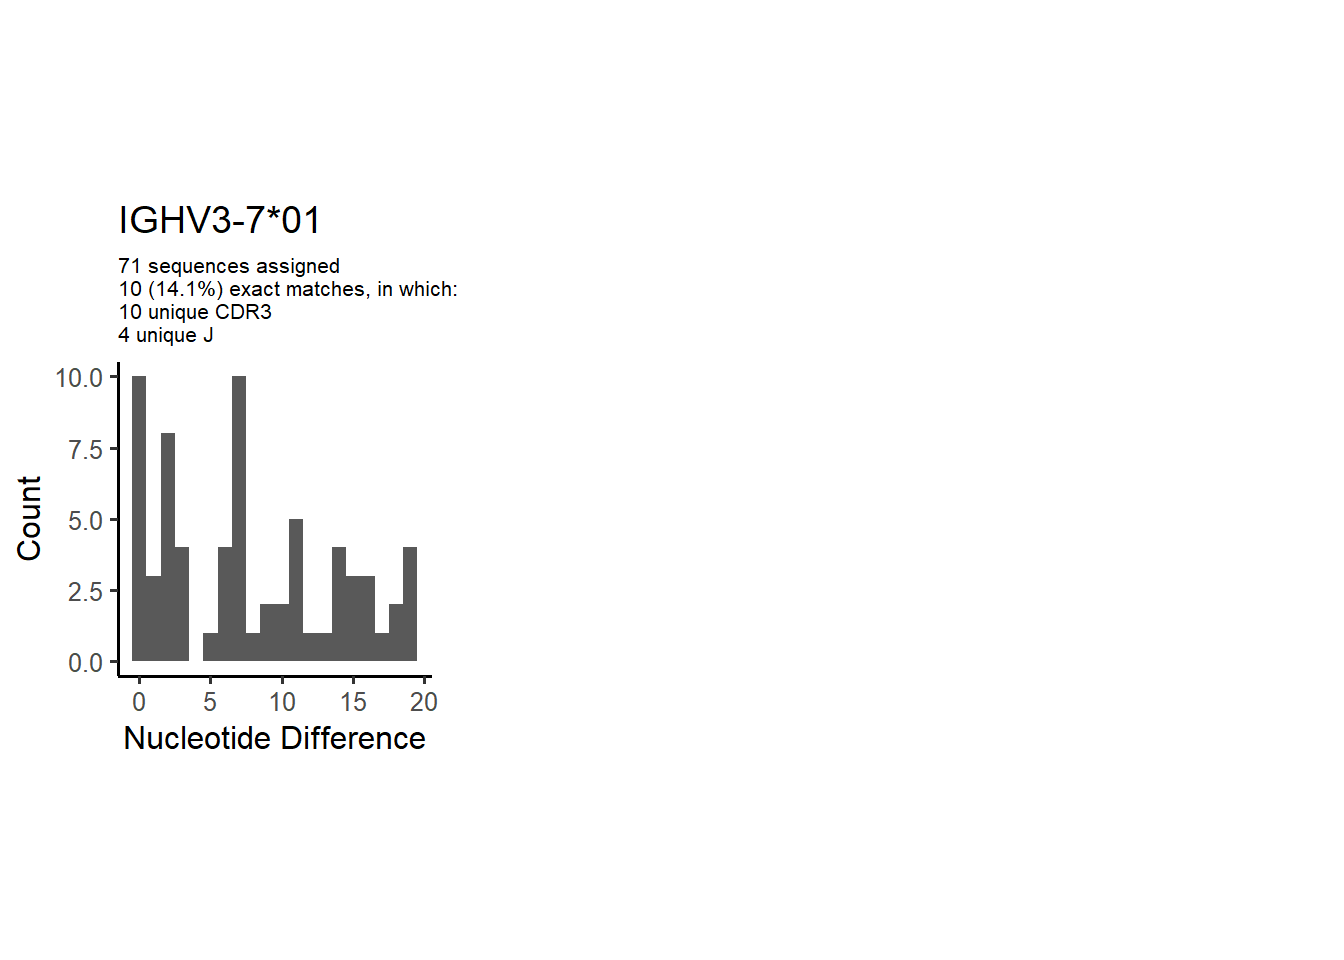 IGHV3-7*01
71 sequences assigned
10 (14.1%) exact matches, in which:
10 unique CDR3
4 unique J
10.0
7.5
5.0
2.5
0.0
Count
0 5 10 15 20
Nucleotide Difference